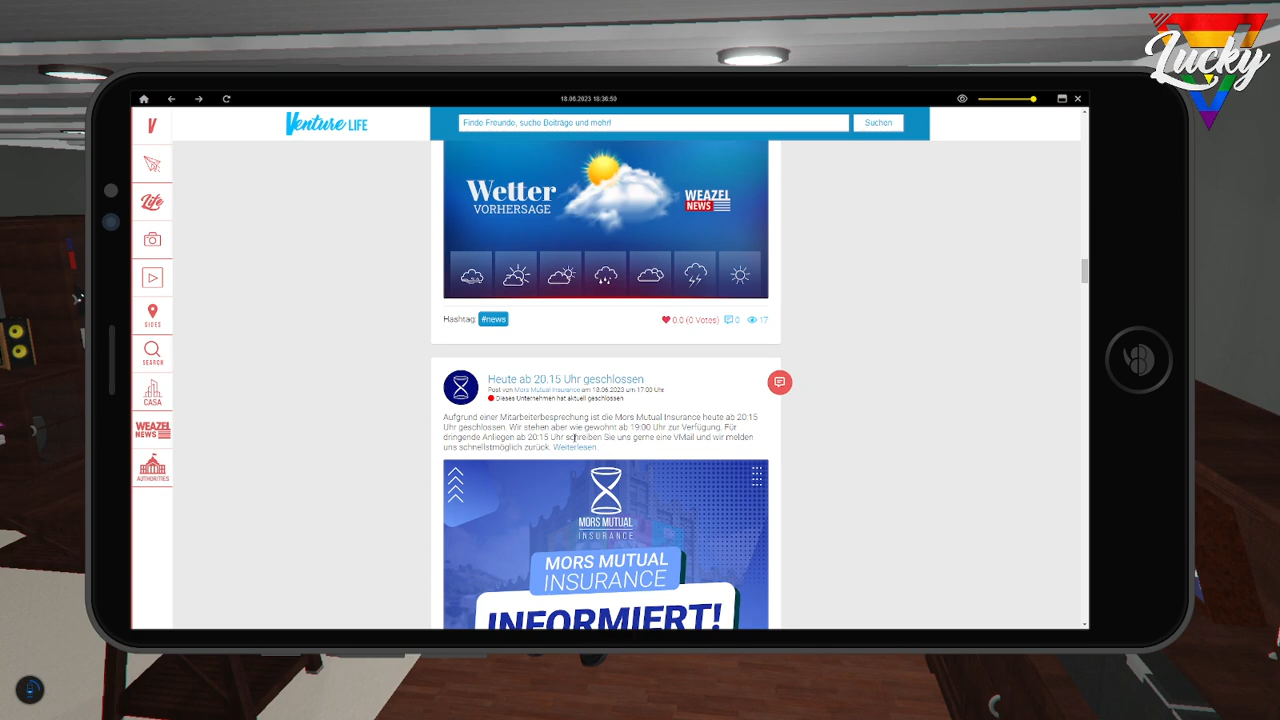 Lucky
18.06.2023 18:36:50
Venture LIFE
Finde Freunde, suche Beiträge und mehr!
Suchen
V
Life
SIDES
SEARCH
CASA
WEAZEL NEWS
AUTHORITIES
Wetter
VORHERSAGE
WEAZEL
NEWS
Hashtag: #news
0.0 (0 Votes) 0 17
Heute ab 20.15 Uhr geschlossen
Post von Mors Mutual Insurance am 18.06.2023 um 17:00 Uhr
Dieses Unternehmen hat aktuell geschlossen
Aufgrund einer Mitarbeiterbesprechung ist die Mors Mutual Insurance heute ab 20:15
Uhr geschlossen. Wir stehen aber wie gewohnt ab 19:00 Uhr zur Verfügung. Für
dringende Anliegen ab 20:15 Uhr schreiben Sie uns gerne eine VMail und wir melden
uns schnellstmöglich zurück. Weiterlesen
MORS MUTUAL
INSURANCE
MORS MUTUAL
INSURANCE
INFORMIERT!